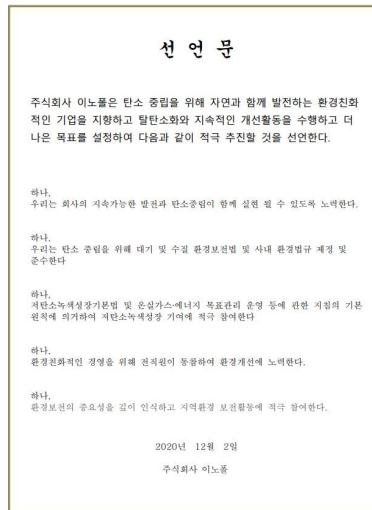 선 언 문
주식회사 이노폴은 탄소 중립을 위해 자연과 함께 발전하는 환경친화
적인 기업을 지향하고 탈탄소화와 지속적인 개선활동을 수행하고 더
나은 목표를 설정하여 다음과 같이 적극 추진할 것을 선언한다.
하나,
우리는 회사의 지속가능한 발전과 탄소중립이 함께 실현 될 수 있도록 노력한다.
하나,
우리는 탄소 중립을 위해 대기 및 수질 환경보전법 및 사내 환경법규 제정 및
준수한다
하나,
저탄소녹색성장기본법 및 온실가스·에너지 목표관리 운영 등에 관한 지침의 기본
원칙에 의거하여 저탄소녹색성장 기여에 적극 참여한다
하나,
환경친화적인 경영을 위해 전직원이 동참하여 환경개선에 노력한다.
하나,
환경보전의 중요성을 깊이 인식하고 지역환경 보전활동에 적극 참여한다.
2020년 12월 2일
주식회사 이노폴